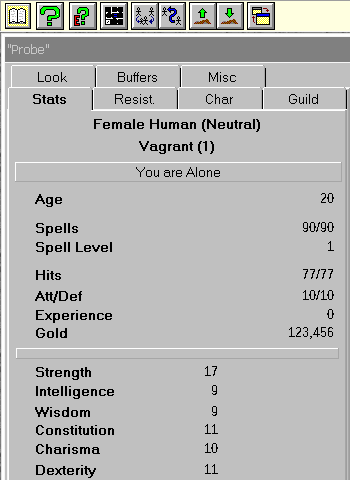 "Probe"
Look Buffers Misc
Stats Resist. Char Guild
Female Human (Neutral)
Vagrant (1)
You are Alone
Age 20
Spells 90/90
Spell Level 1
Hits 77/77
Att/Def 10/10
Experience 0
Gold 123,456
Strength 17
Intelligence 9
Wisdom 9
Constitution 11
Charisma 10
Dexterity 11